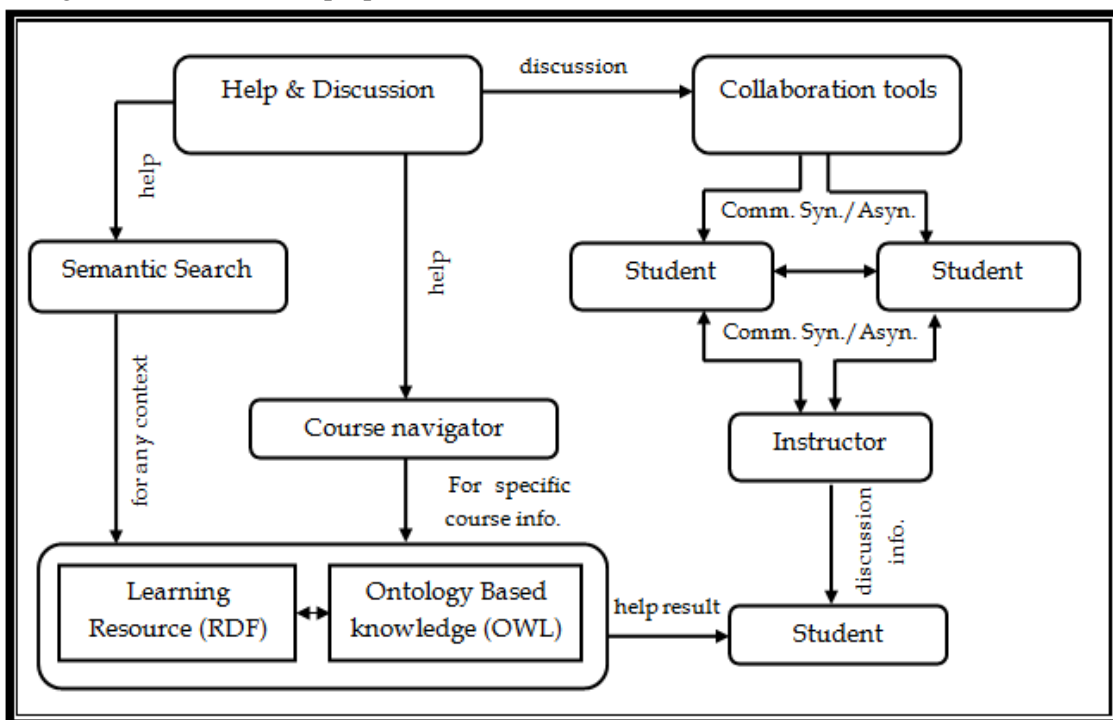 discussion
Help & Discussion
Collaboration tools
help
Comm. Syn./Asyn.
Semantic Search
help
Student
Student
Comm. Syn./Asyn.
for any context
Course navigator
Instructor
For specific
course info.
discussion
info.
Learning
Resource (RDF)
Ontology Based
knowledge (OWL)
help result
Student